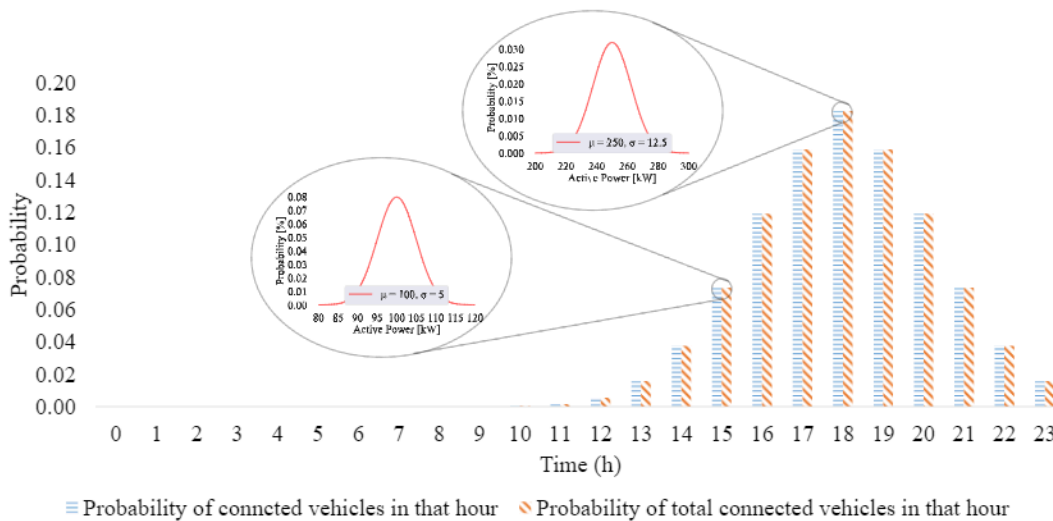 0.20
0.18
0.16
0.14
0.12
0.10
0.08
0.06
0.04
0.02
0.00
Probability
0 1 2 3 4 5 6 7 8 9 10 11 12 13 14 15 16 17 18 19 20 21 22 23
Time (h)
0.030
0.025
0.020
0.015
0.010
0.005
0.000
Probability [%]
μ = 250, σ = 12.5
200 220 240 260 280 300
Active Power [kW]
0.08
0.07
0.06
0.05
0.04
0.03
0.02
0.01
0.00
Probability [%]
μ = 100, σ = 5
80 85 90 95 100 105 110 115 120
Active Power [kW]
Probability of conncted vehicles in that hour Probability of total conncted vehicles in that hour